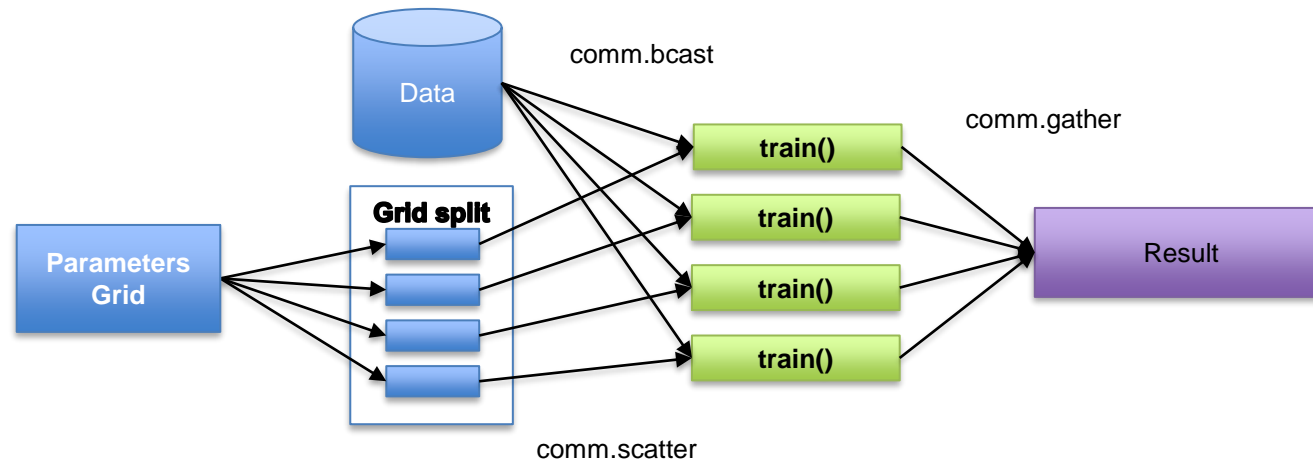 comm.bcast
Data
comm.gather
train()
Grid split
train()
Parameters
Grid
Result
train()
train()
comm.scatter